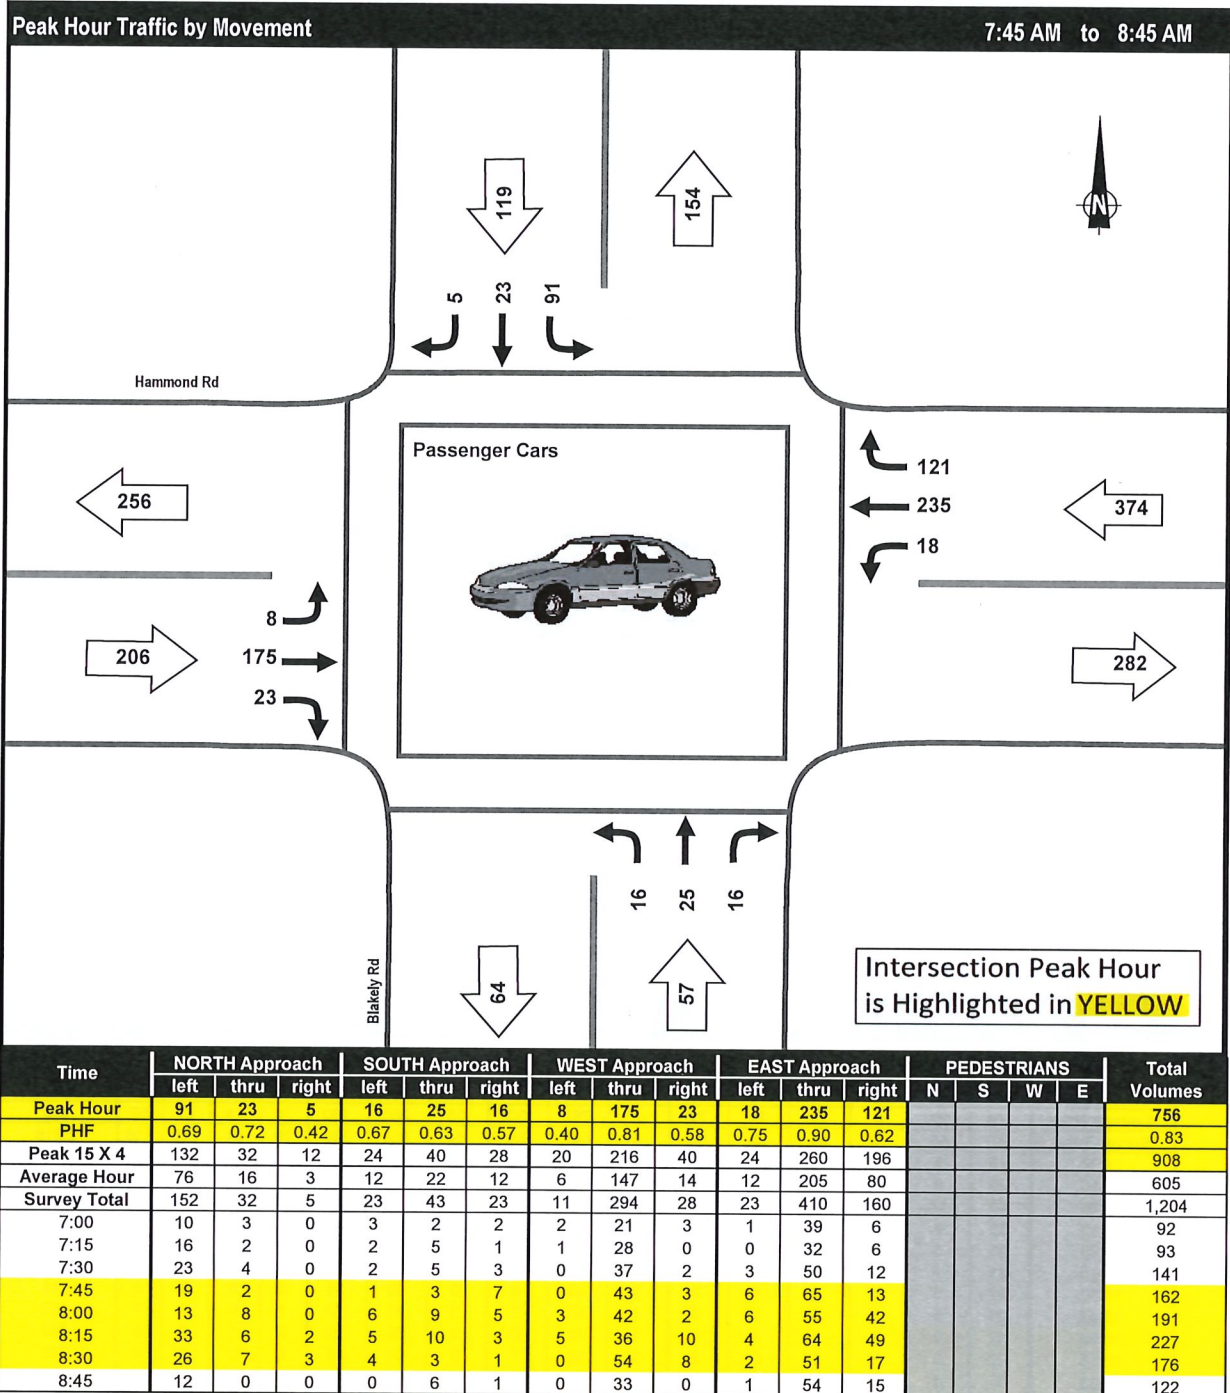 Peak Hour Traffic by Movement 7:45 AM to 8:45 AM
119
154
5 23 91
N
Hammond Rd
Passenger Cars
121
256
235
374
18
8
206
175
282
23
16 25 16
Blakely Rd
64
57
Intersection Peak Hour
is Highlighted in YELLOW
Time NORTH Approach SOUTH Approach WEST Approach EAST Approach PEDESTRIANS Total
left thru right left thru right left thru right left thru right N S W E Volumes
Peak Hour 91 23 5 16 25 16 8 175 23 18 235 121 756
PHF 0.69 0.72 0.42 0.67 0.63 0.57 0.40 0.81 0.58 0.75 0.90 0.62 0.83
Peak 15 X 4 132 32 12 24 40 28 20 216 40 24 260 196 908
Average Hour 76 16 3 12 22 12 6 147 14 12 205 80 605
Survey Total 152 32 5 23 43 23 11 294 28 23 410 160 1,204
7:00 10 3 0 3 2 2 2 21 3 1 39 6 92
7:15 16 2 0 2 5 1 1 28 0 0 32 6 93
7:30 23 4 0 2 5 3 0 37 2 3 50 12 141
7:45 19 2 0 1 3 7 0 43 3 6 65 13 162
8:00 13 8 0 6 9 5 3 42 2 6 55 42 191
8:15 33 6 2 5 10 3 5 36 10 4 64 49 227
8:30 26 7 3 4 3 1 0 54 8 2 51 17 176
8:45 12 0 0 0 6 1 0 33 0 1 54 15 122